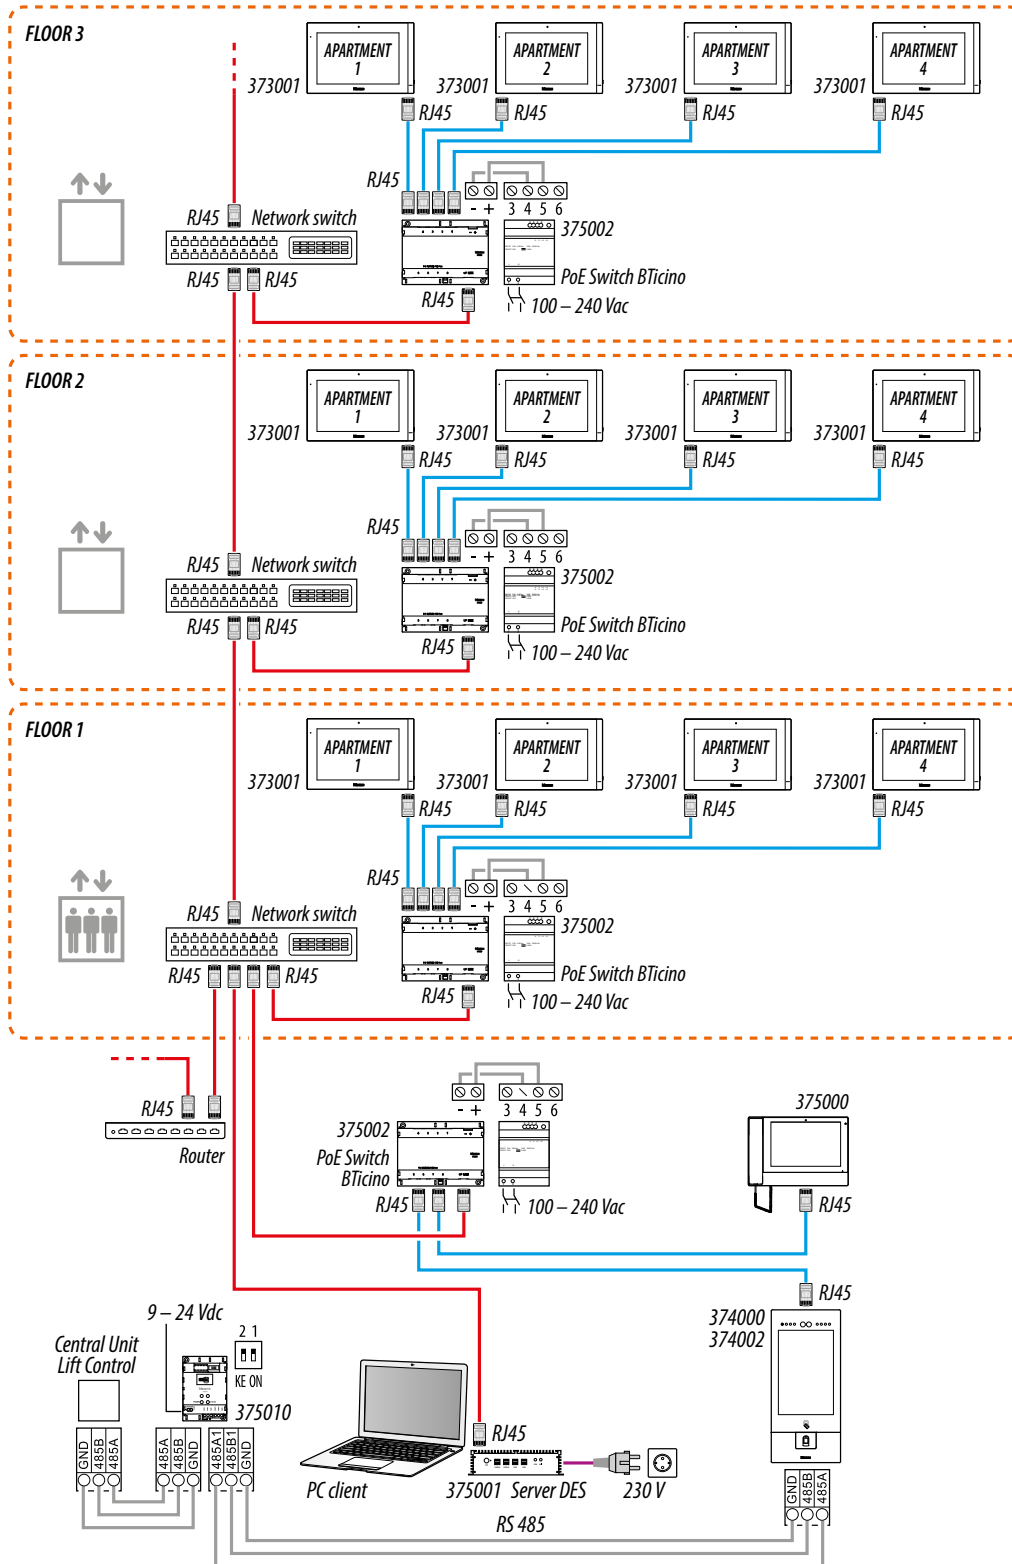 FLOOR 3
APARTMENT 1
APARTMENT 2
APARTMENT 3
APARTMENT 4
373001
373001
373001
373001
RJ45
RJ45
RJ45
RJ45
RJ45
- + 3 4 5 6
375002
RJ45 Network switch
PoE Switch BTicino
RJ45 RJ45
RJ45
100 – 240 Vac
FLOOR 2
APARTMENT 1
APARTMENT 2
APARTMENT 3
APARTMENT 4
373001
373001
373001
373001
RJ45
RJ45
RJ45
RJ45
RJ45
- + 3 4 5 6
RJ45 Network switch
375002
PoE Switch BTicino
RJ45 RJ45
RJ45
100 – 240 Vac
FLOOR 1
APARTMENT 1
APARTMENT 2
APARTMENT 3
APARTMENT 4
373001
373001
373001
373001
RJ45
RJ45
RJ45
RJ45
RJ45
- + 3 4 5 6
RJ45 Network switch
375002
PoE Switch BTicino
RJ45 RJ45
RJ45
100 – 240 Vac
- + 3 4 5 6
RJ45
Router
375002
PoE Switch
BTicino
RJ45
100 – 240 Vac
375000
RJ45
RJ45
374000
374002
9 – 24 Vdc
Central Unit
Lift Control
2 1
KE ON
375010
GND 485B 485A
485A 485B GND
485A1 485B1 GND
PC client
RJ45
375001 Server DES
230 V
GND 485B 485A
RS 485